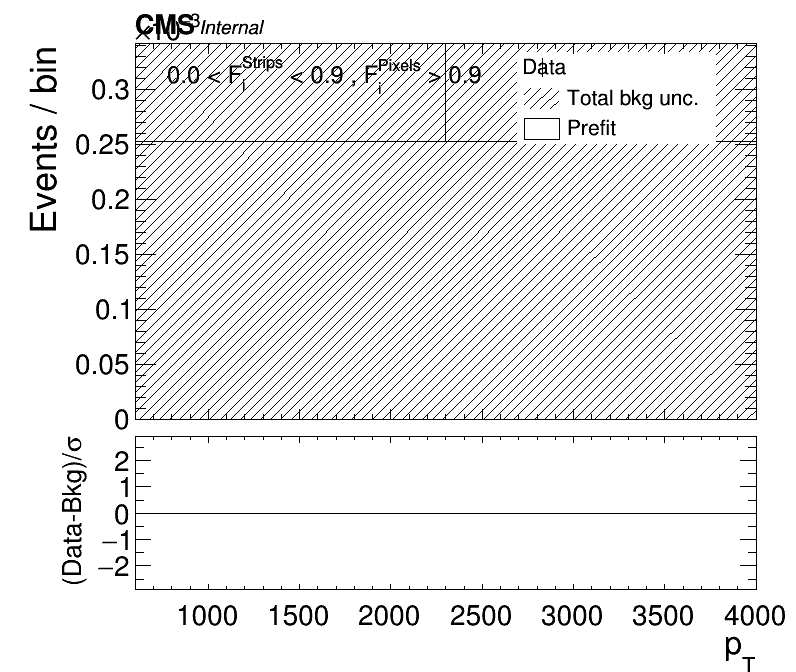 CMS Internal
×10⁻³
0.0 < F_i^Strips < 0.9 , F_i^Pixels > 0.9
Data
Total bkg unc.
Prefit
Events / bin
0.3
0.25
0.2
0.15
0.1
0.05
0
(Data-Bkg)/σ
2
1
0
−1
−2
1000 1500 2000 2500 3000 3500 4000
p_T